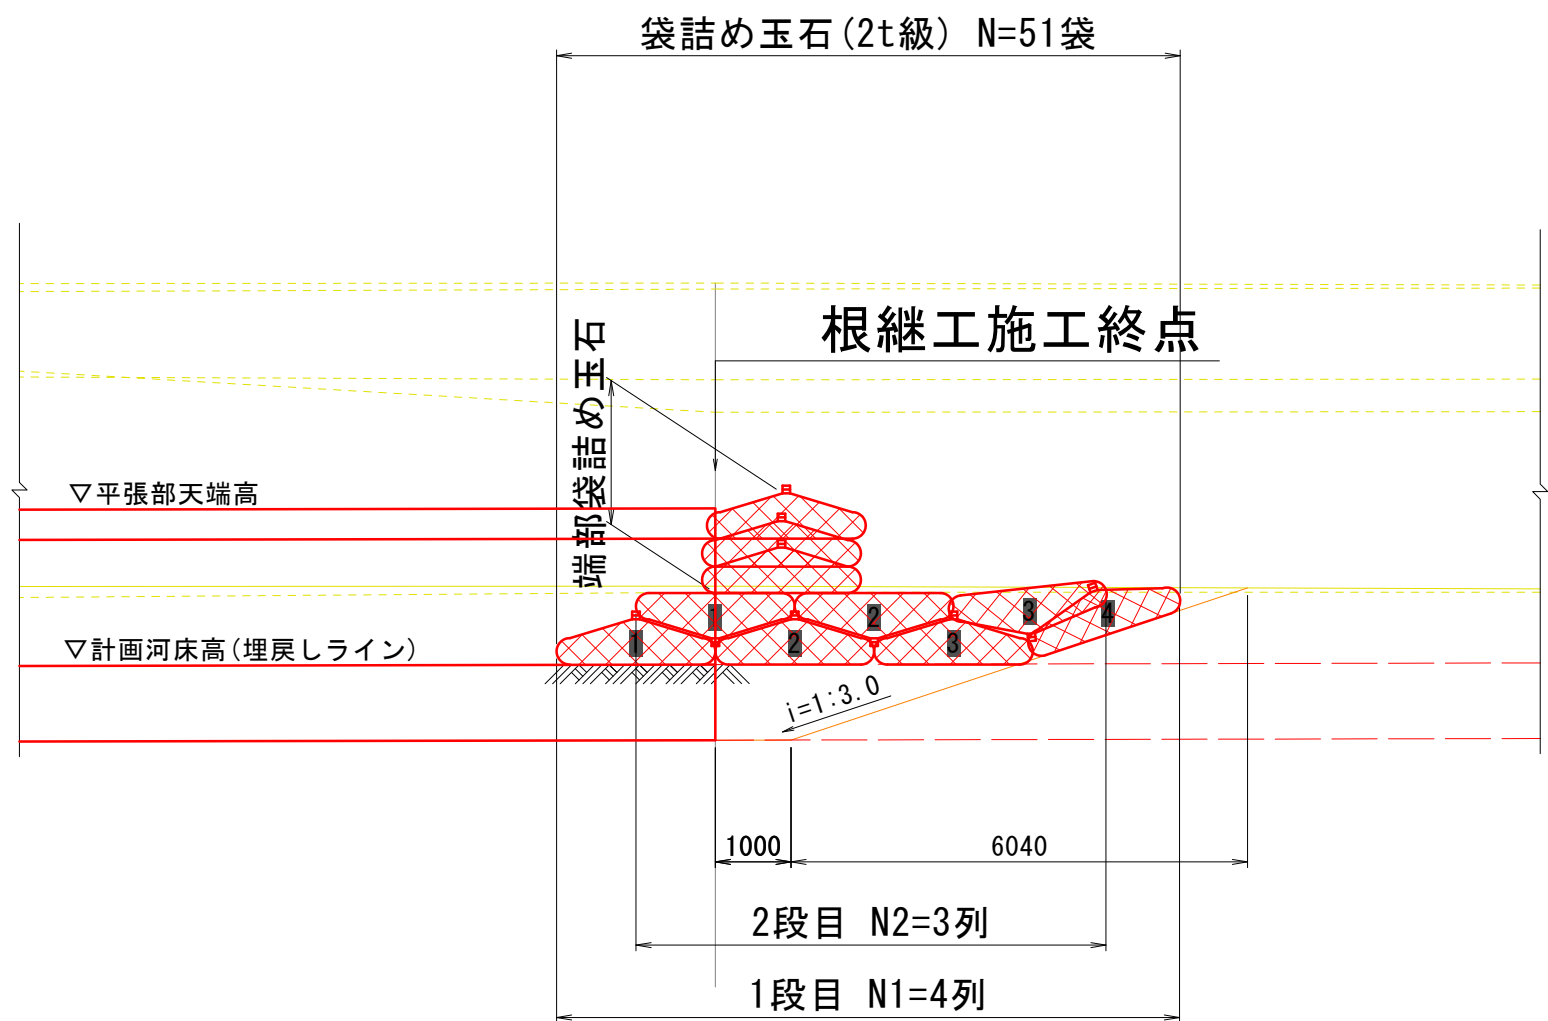 袋詰め玉石(2t級) N=51袋
根継工施工終点
端部袋詰め玉石
▽平張部天端高
1
2
3
4
▽計画河床高(埋戻しライン)
1
2
3
i=1:3.0
1000
6040
2段目 N2=3列
1段目 N1=4列